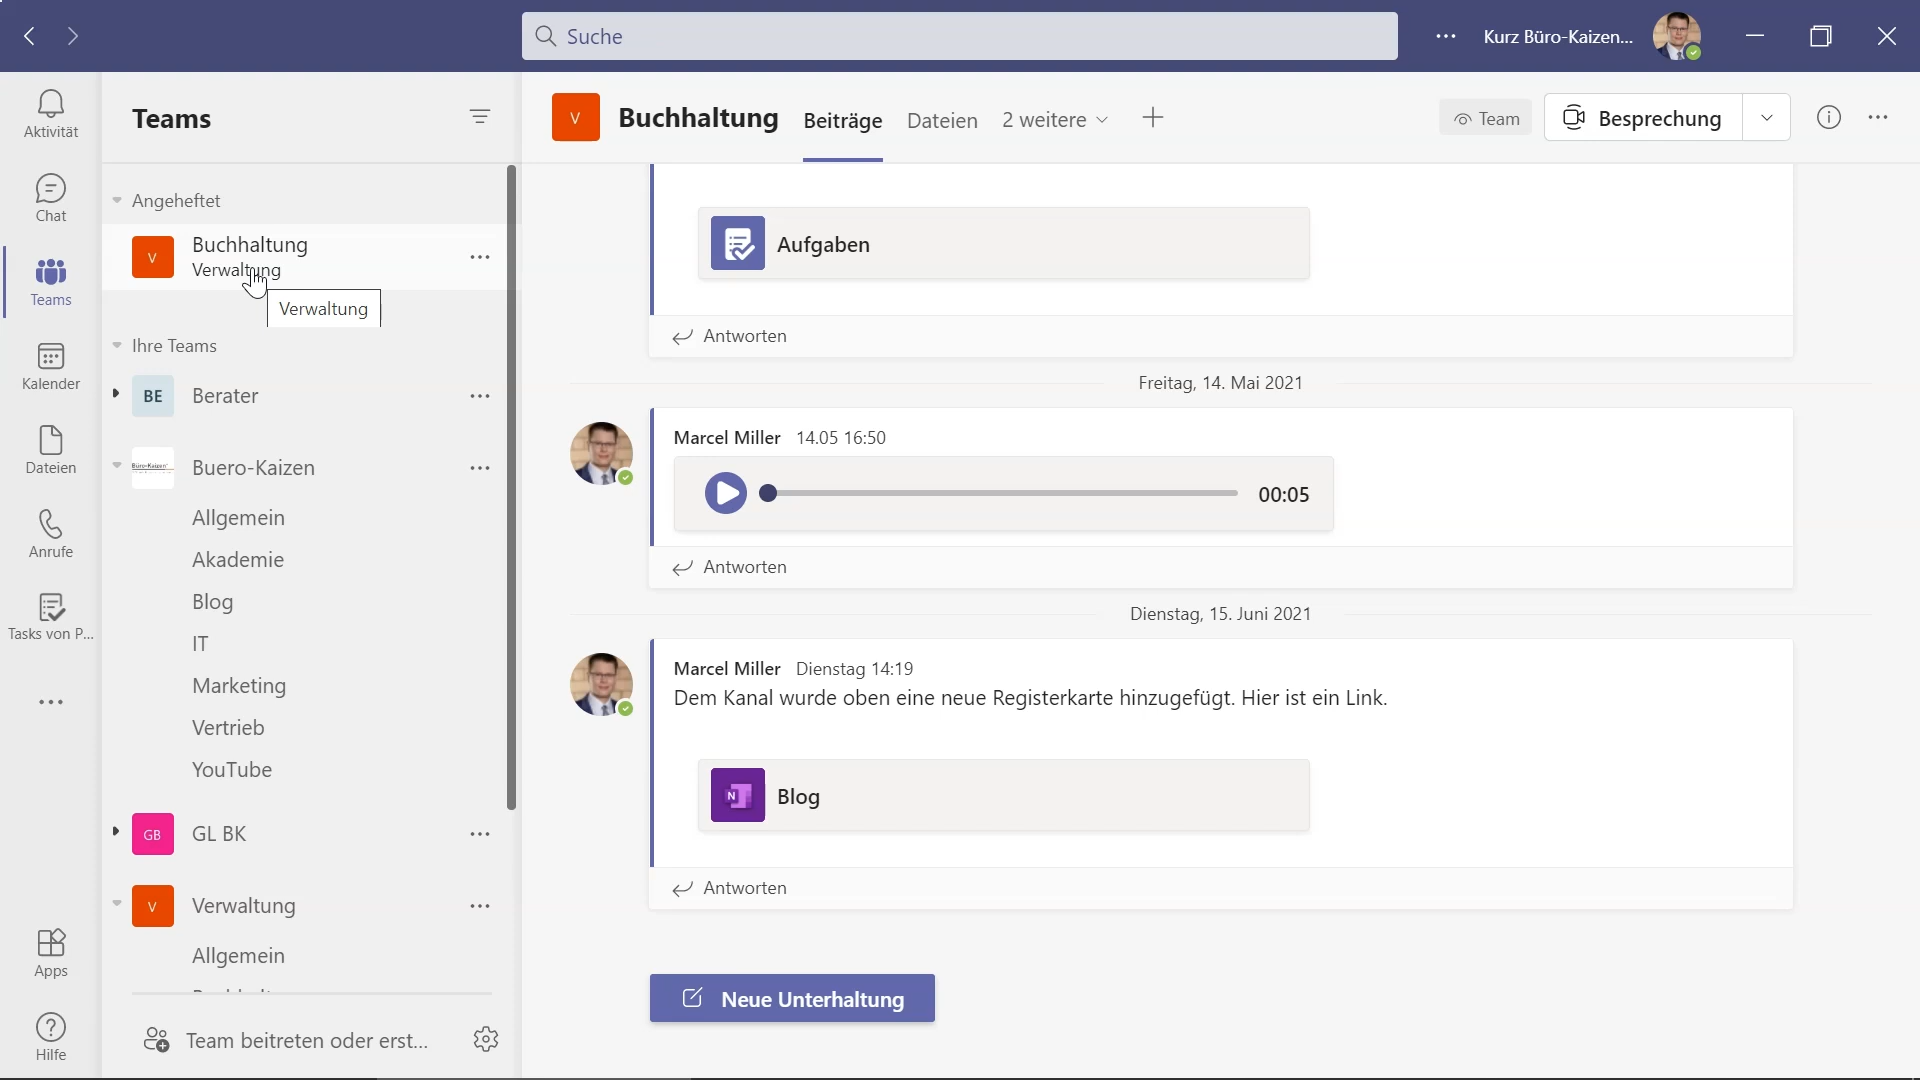 Suche
Kurz Büro-Kaizen...
Aktivität
Chat
Teams
Kalender
Dateien
Anrufe
Tasks von P...
Apps
Hilfe
Teams
Angeheftet
V
Buchhaltung
Verwaltung
Verwaltung
Ihre Teams
BE
Berater
Büro-Kaizen
Buero-Kaizen
Allgemein
Akademie
Blog
IT
Marketing
Vertrieb
YouTube
GB
GL BK
V
Verwaltung
Allgemein
Team beitreten oder erst...
V
Buchhaltung
Beiträge
Dateien
2 weitere
Team
Besprechung
Aufgaben
Antworten
Freitag, 14. Mai 2021
Marcel Miller 14.05 16:50
00:05
Antworten
Dienstag, 15. Juni 2021
Marcel Miller Dienstag 14:19
Dem Kanal wurde oben eine neue Registerkarte hinzugefügt. Hier ist ein Link.
N
Blog
Antworten
Neue Unterhaltung